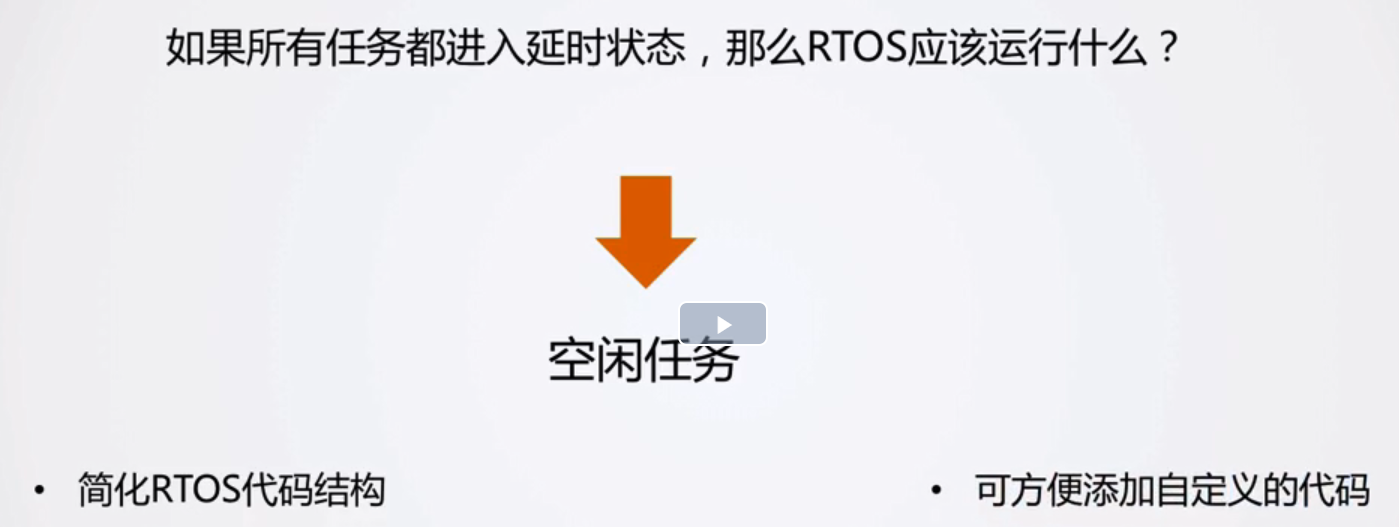 如果所有任务都进入延时状态，那么RTOS应该运行什么？
空闲任务
• 简化RTOS代码结构
• 可方便添加自定义的代码